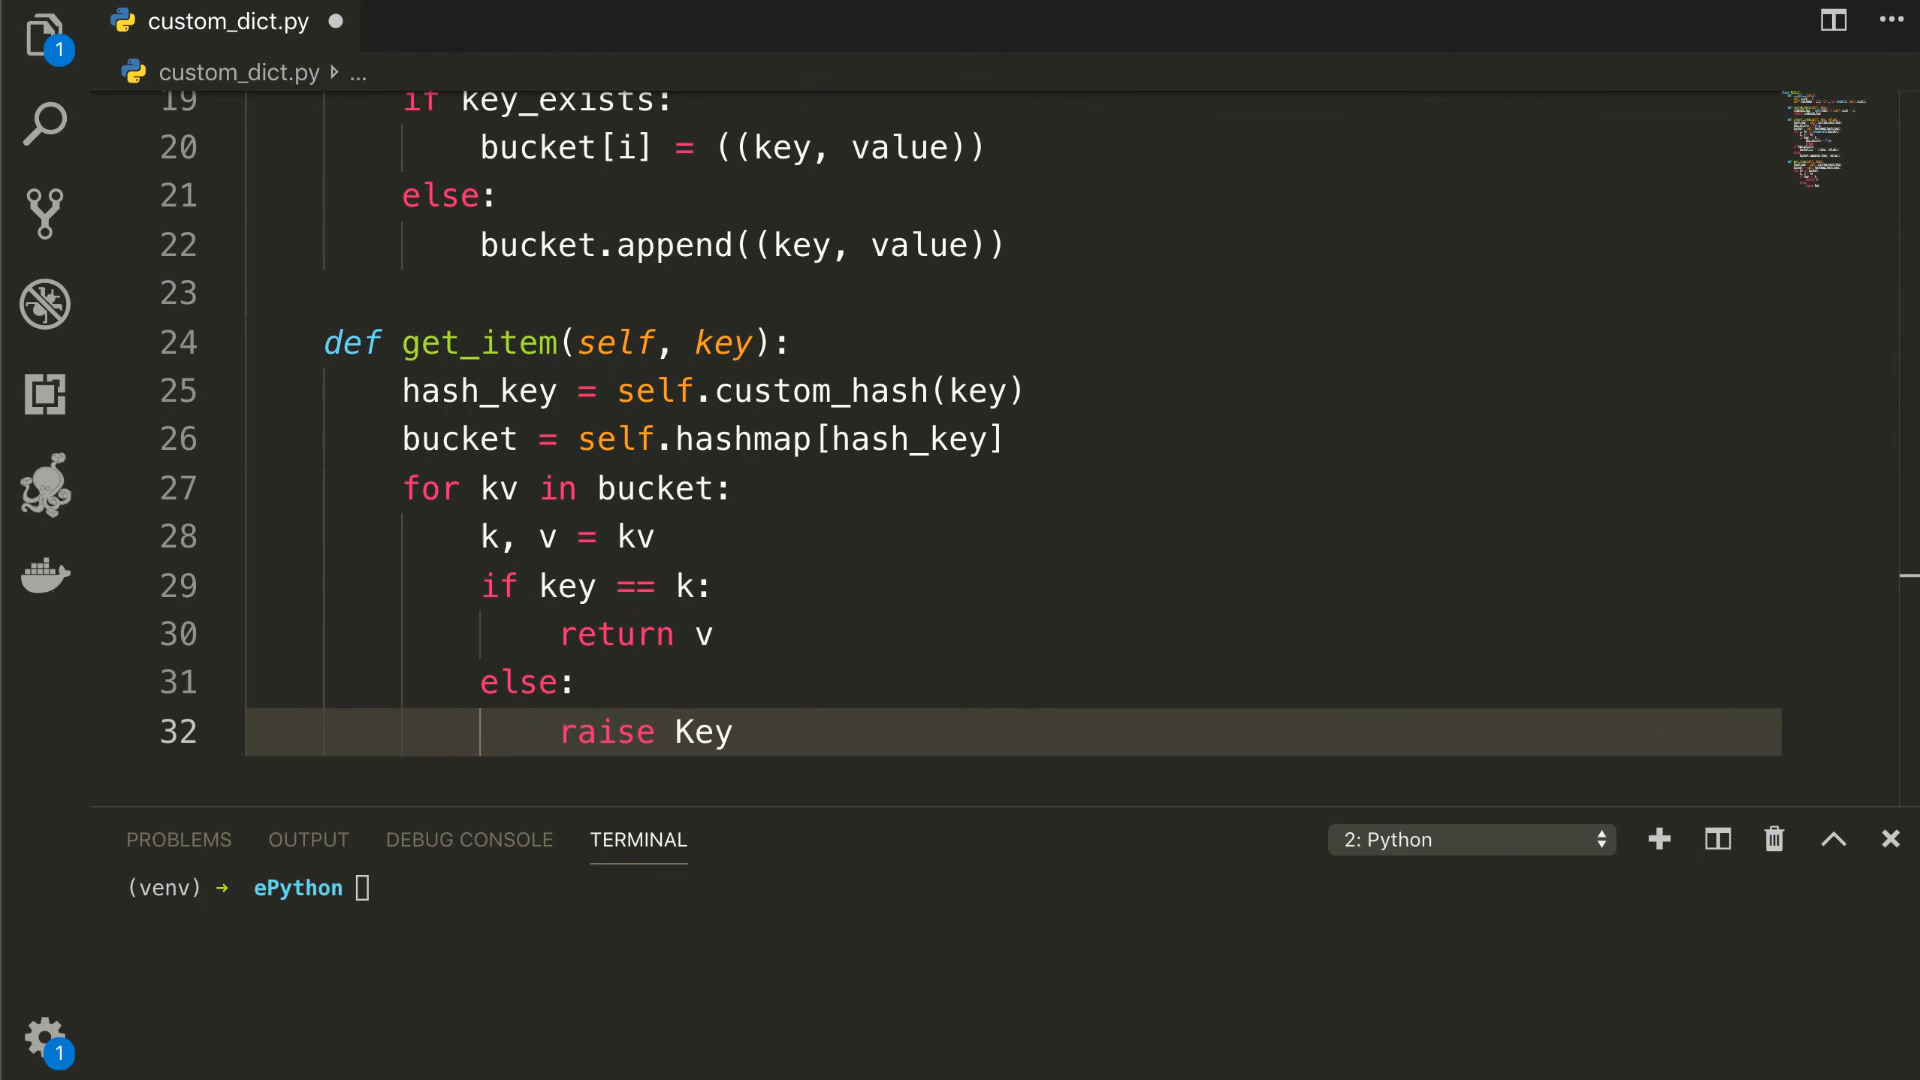 custom_dict.py
1
custom_dict.py ...
19 if key_exists:
20 bucket[i] = ((key, value))
21 else:
22 bucket.append((key, value))
23
24 def get_item(self, key):
25 hash_key = self.custom_hash(key)
26 bucket = self.hashmap[hash_key]
27 for kv in bucket:
28 k, v = kv
29 if key == k:
30 return v
31 else:
32 raise Key
PROBLEMS OUTPUT DEBUG CONSOLE TERMINAL 2: Python
(venv) → ePython
1